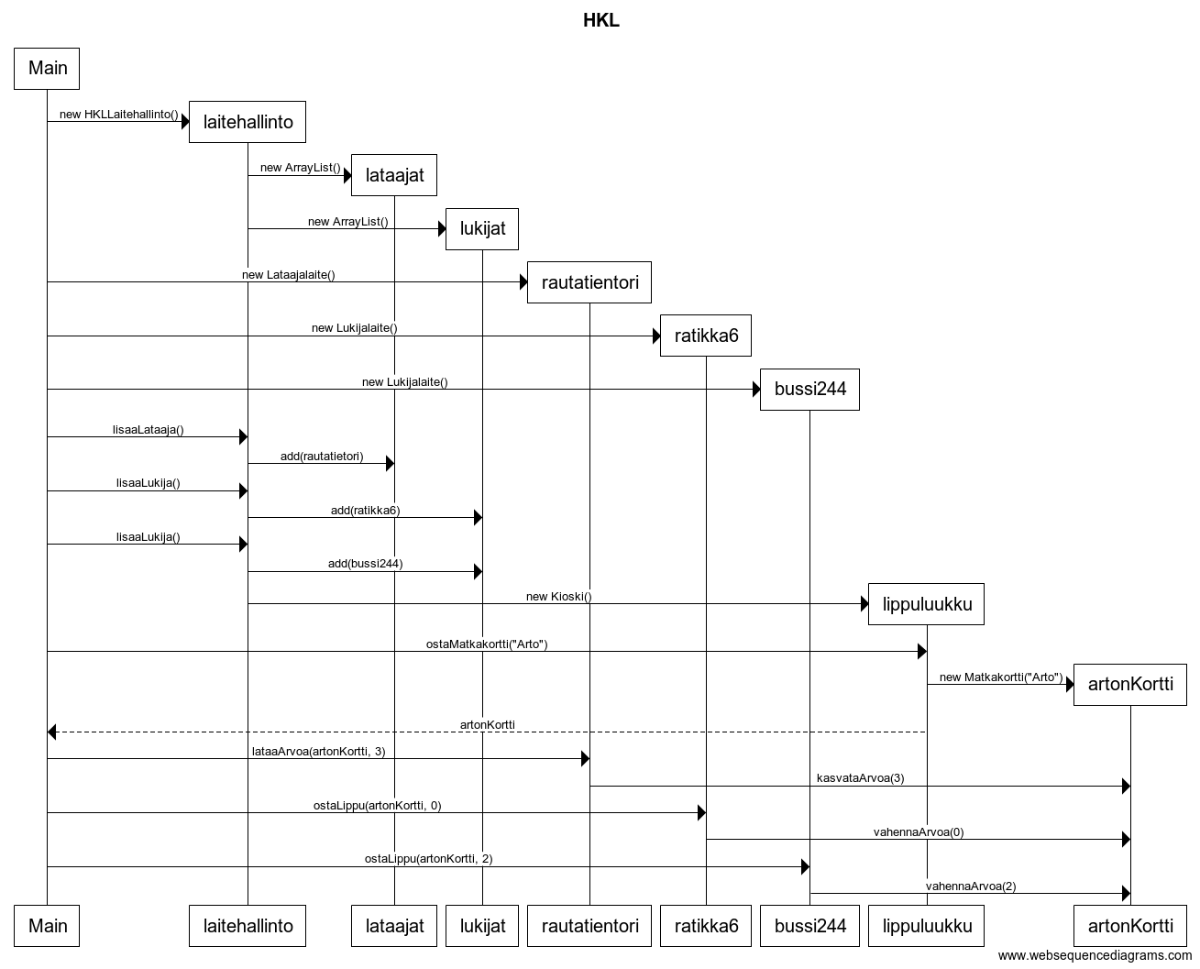 HKL
Main
new HKLLaitehallinto()
laitehallinto
new ArrayList()
lataajat
new ArrayList()
lukijat
new Lataajalaite()
rautatientori
new Lukijalaite()
ratikka6
new Lukijalaite()
bussi244
lisaaLataaja()
add(rautatietori)
lisaaLukija()
add(ratikka6)
lisaaLukija()
add(bussi244)
new Kioski()
lippuluukku
ostaMatkakortti("Arto")
new Matkakortti("Arto")
artonKortti
artonKortti
lataaArvoa(artonKortti, 3)
kasvataArvoa(3)
ostaLippu(artonKortti, 0)
vahennaArvoa(0)
ostaLippu(artonKortti, 2)
vahennaArvoa(2)
Main laitehallinto lataajat lukijat rautatientori ratikka6 bussi244 lippuluukku artonKortti
www.websequencediagrams.com